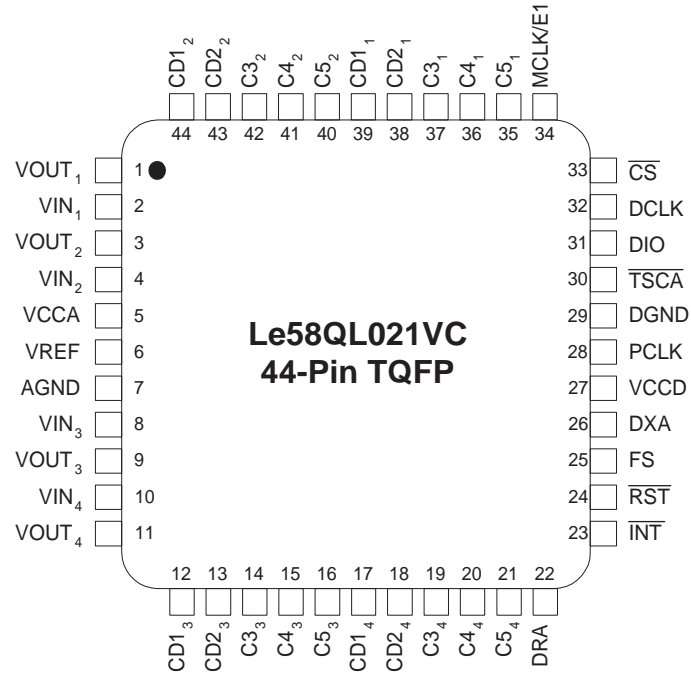 CD1₂ CD2₂ C3₂ C4₂ C5₂ CD1₁ CD2₁ C3₁ C4₁ C5₁ MCLK/E1
44 43 42 41 40 39 38 37 36 35 34
VOUT₁ 1 33 C̅S̅
VIN₁ 2 32 DCLK
VOUT₂ 3 31 DIO
VIN₂ 4 30 T̅S̅C̅A̅
VCCA 5 29 DGND
VREF 6 28 PCLK
AGND 7 27 VCCD
VIN₃ 8 26 DXA
VOUT₃ 9 25 FS
VIN₄ 10 24 R̅S̅T̅
VOUT₄ 11 23 I̅N̅T̅
Le58QL021VC
44-Pin TQFP
12 13 14 15 16 17 18 19 20 21 22
CD1₃ CD2₃ C3₃ C4₃ C5₃ CD1₄ CD2₄ C3₄ C4₄ C5₄ DRA